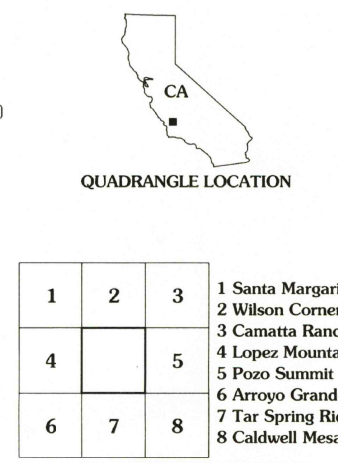 CA
QUADRANGLE LOCATION
1 2 3
4 5
6 7 8
1 Santa Margari
2 Wilson Corner
3 Camatta Ranc
4 Lopez Mounta
5 Pozo Summit
6 Arroyo Grand
7 Tar Spring Rid
8 Caldwell Mesa